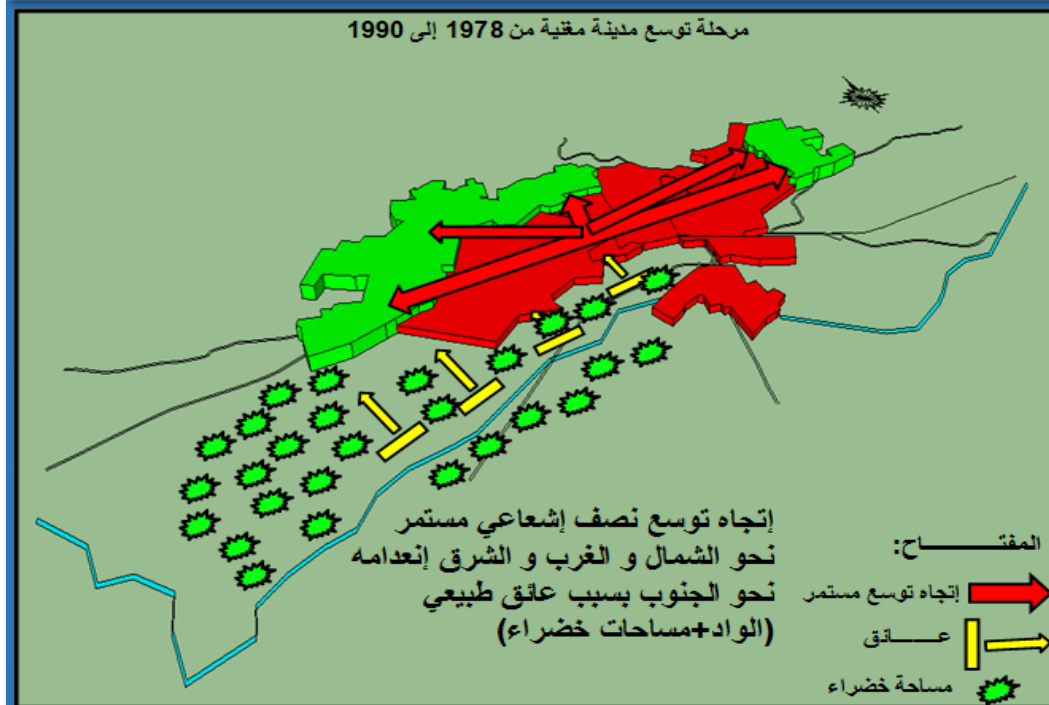 مرحلة توسع مدينة مغنية من 1978 إلى 1990
إتجاه توسع نصف إشعاعي مستمر
نحو الشمال و الغرب و الشرق إنعدامه
نحو الجنوب بسبب عائق طبيعي
(الواد+مساحات خضراء)
المفتــــــــاح:
إتجاه توسع مستمر
عـــــائق
مساحة خضراء